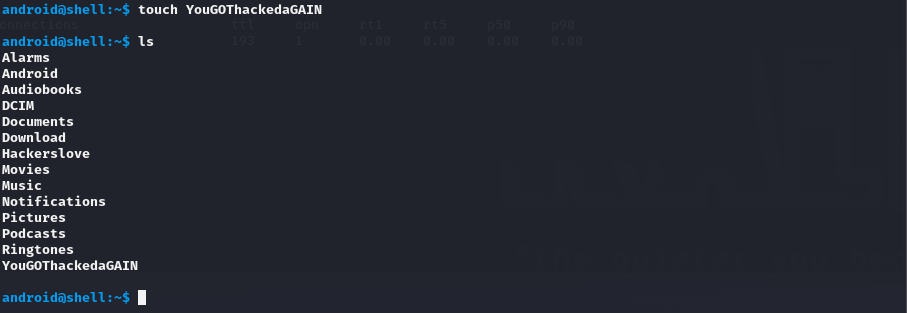 android@shell:~$ touch YouGOThackedaGAIN
onnections ttl opn rt1 rt5 p50 p90
android@shell:~$ ls
193 1 0.00 0.00 0.00 0.00
Alarms
Android
Audiobooks
DCIM
Documents
Download
Hackerslove
Movies
Music
Notifications
Pictures
Podcasts
Ringtones
YouGOThackedaGAIN
android@shell:~$